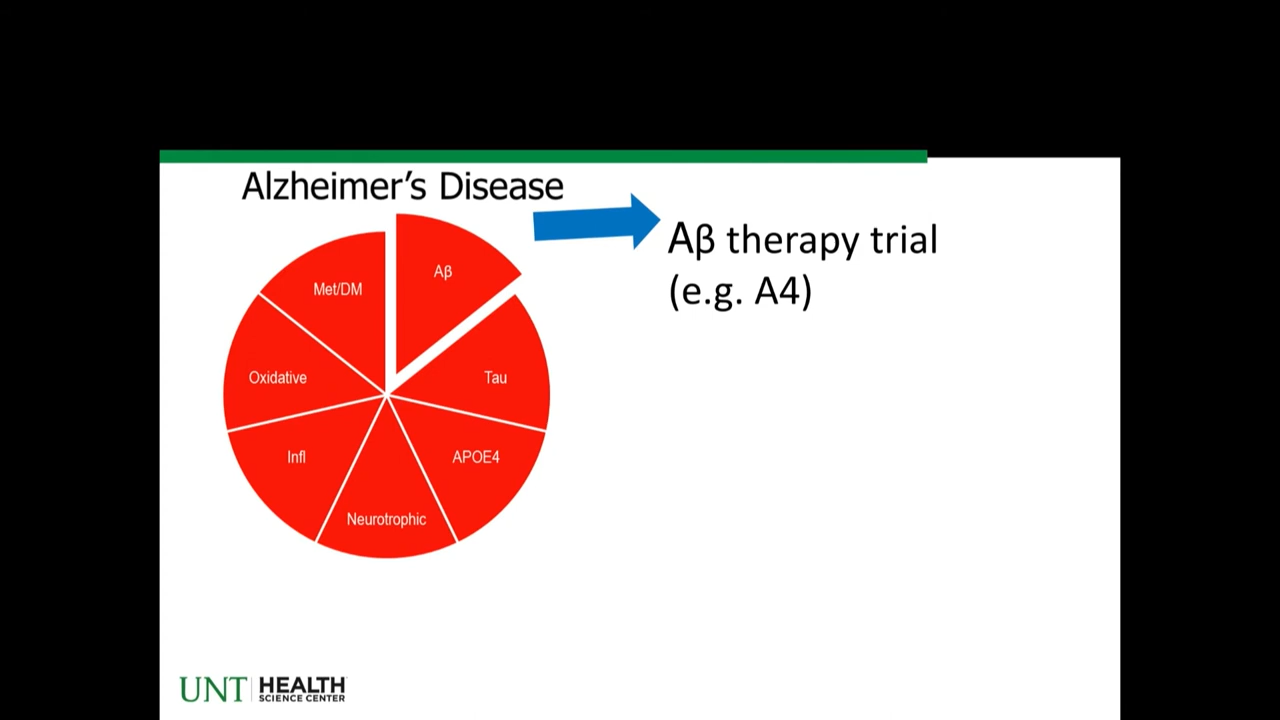 Alzheimer’s Disease
Aβ therapy trial
(e.g. A4)
Aβ
Met/DM
Oxidative
Tau
Infl
APOE4
Neurotrophic
UNT HEALTH
SCIENCE CENTER